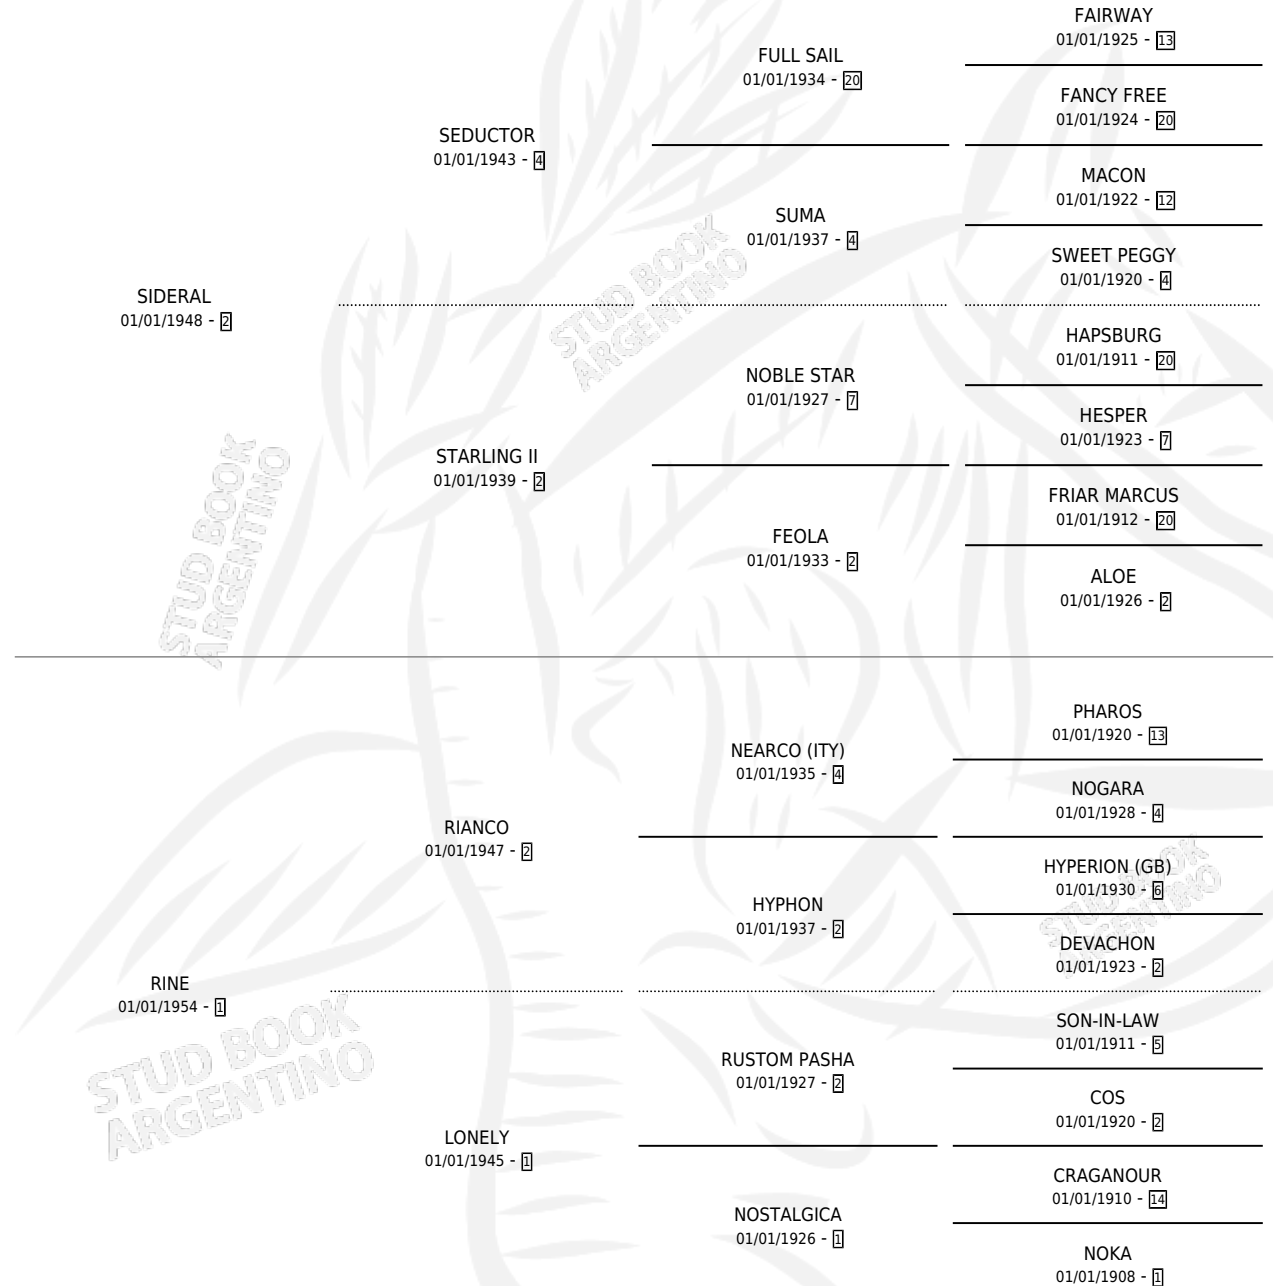 FAIRWAY
01/01/1925 - 13
FULL SAIL
01/01/1934 - 20
FANCY FREE
01/01/1924 - 20
SEDUCTOR
01/01/1943 - 4
MACON
01/01/1922 - 12
SUMA
01/01/1937 - 4
SWEET PEGGY
01/01/1920 - 4
SIDERAL
01/01/1948 - 2
HAPSBURG
01/01/1911 - 20
NOBLE STAR
01/01/1927 - 7
HESPER
01/01/1923 - 7
STARLING II
01/01/1939 - 2
FRIAR MARCUS
01/01/1912 - 20
FEOLA
01/01/1933 - 2
ALOE
01/01/1926 - 2
PHAROS
01/01/1920 - 13
NEARCO (ITY)
01/01/1935 - 4
NOGARA
01/01/1928 - 4
RIANCO
01/01/1947 - 2
HYPERION (GB)
01/01/1930 - 6
HYPHON
01/01/1937 - 2
DEVACHON
01/01/1923 - 2
RINE
01/01/1954 - 1
SON-IN-LAW
01/01/1911 - 5
RUSTOM PASHA
01/01/1927 - 2
COS
01/01/1920 - 2
LONELY
01/01/1945 - 1
CRAGANOUR
01/01/1910 - 14
NOSTALGICA
01/01/1926 - 1
NOKA
01/01/1908 - 1
STUD BOOK
ARGENTINO
STUD BOOK
ARGENTINO
STUD BOOK
ARGENTINO
STUD BOOK
ARGENTINO